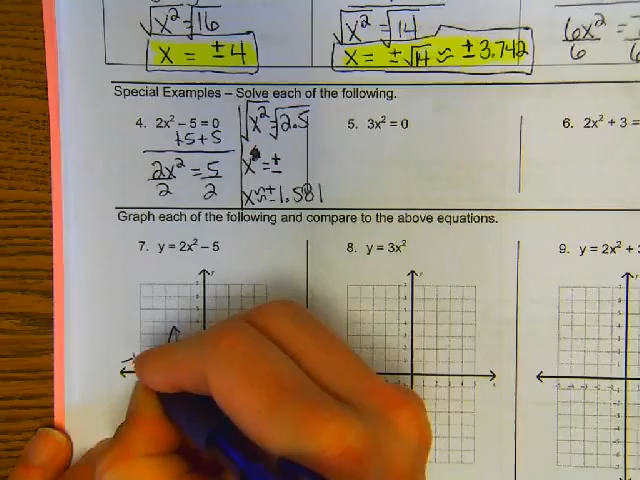 √x² = √16
x = ±4
√x² = √14
x = ±√14 ≈ ±3.742
6x² =
6 6
Special Examples – Solve each of the following.
4. 2x² – 5 = 0
+5 +5
2x² = 5
2 2
√x² = √2.5
x = ±
x ≈ ±1.581
5. 3x² = 0
6. 2x² + 3 =
Graph each of the following and compare to the above equations.
7. y = 2x² – 5
8. y = 3x²
9. y = 2x² +